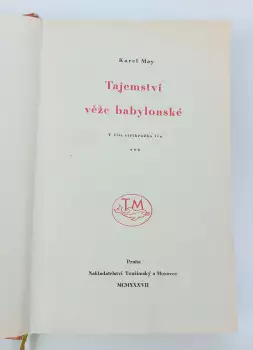 Karel May
Tajemství
věže babylonské
V říši stříbrného lva
***
TM
Praha
Nakladatelství Toužimský a Moravec
MCMXXXVII